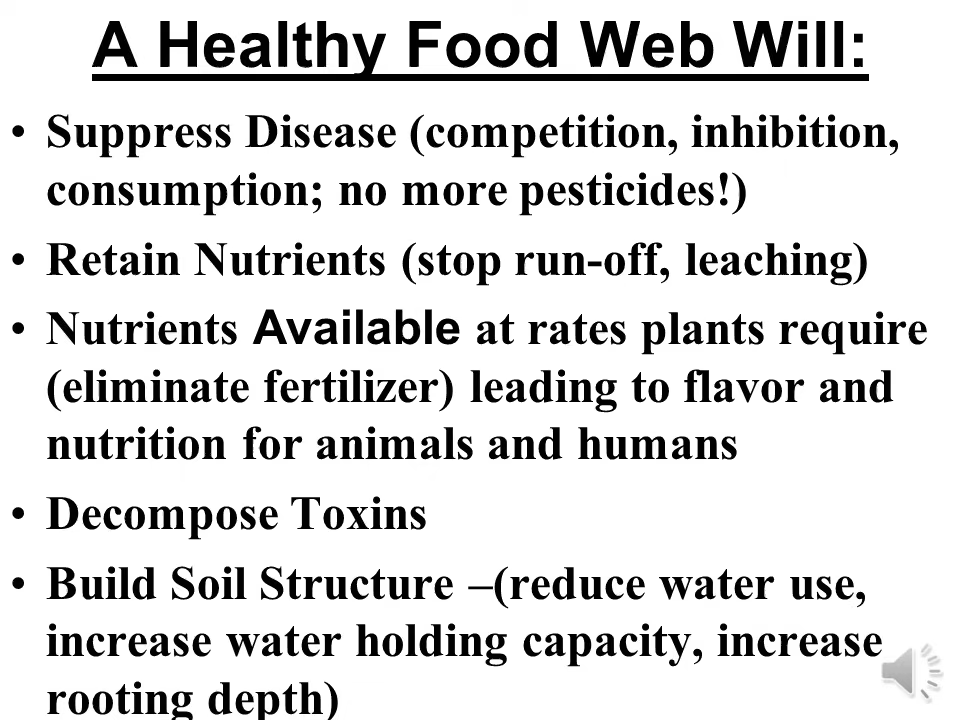 A Healthy Food Web Will:
• Suppress Disease (competition, inhibition,
consumption; no more pesticides!)
• Retain Nutrients (stop run-off, leaching)
• Nutrients Available at rates plants require
(eliminate fertilizer) leading to flavor and
nutrition for animals and humans
• Decompose Toxins
• Build Soil Structure –(reduce water use,
increase water holding capacity, increase
rooting depth)